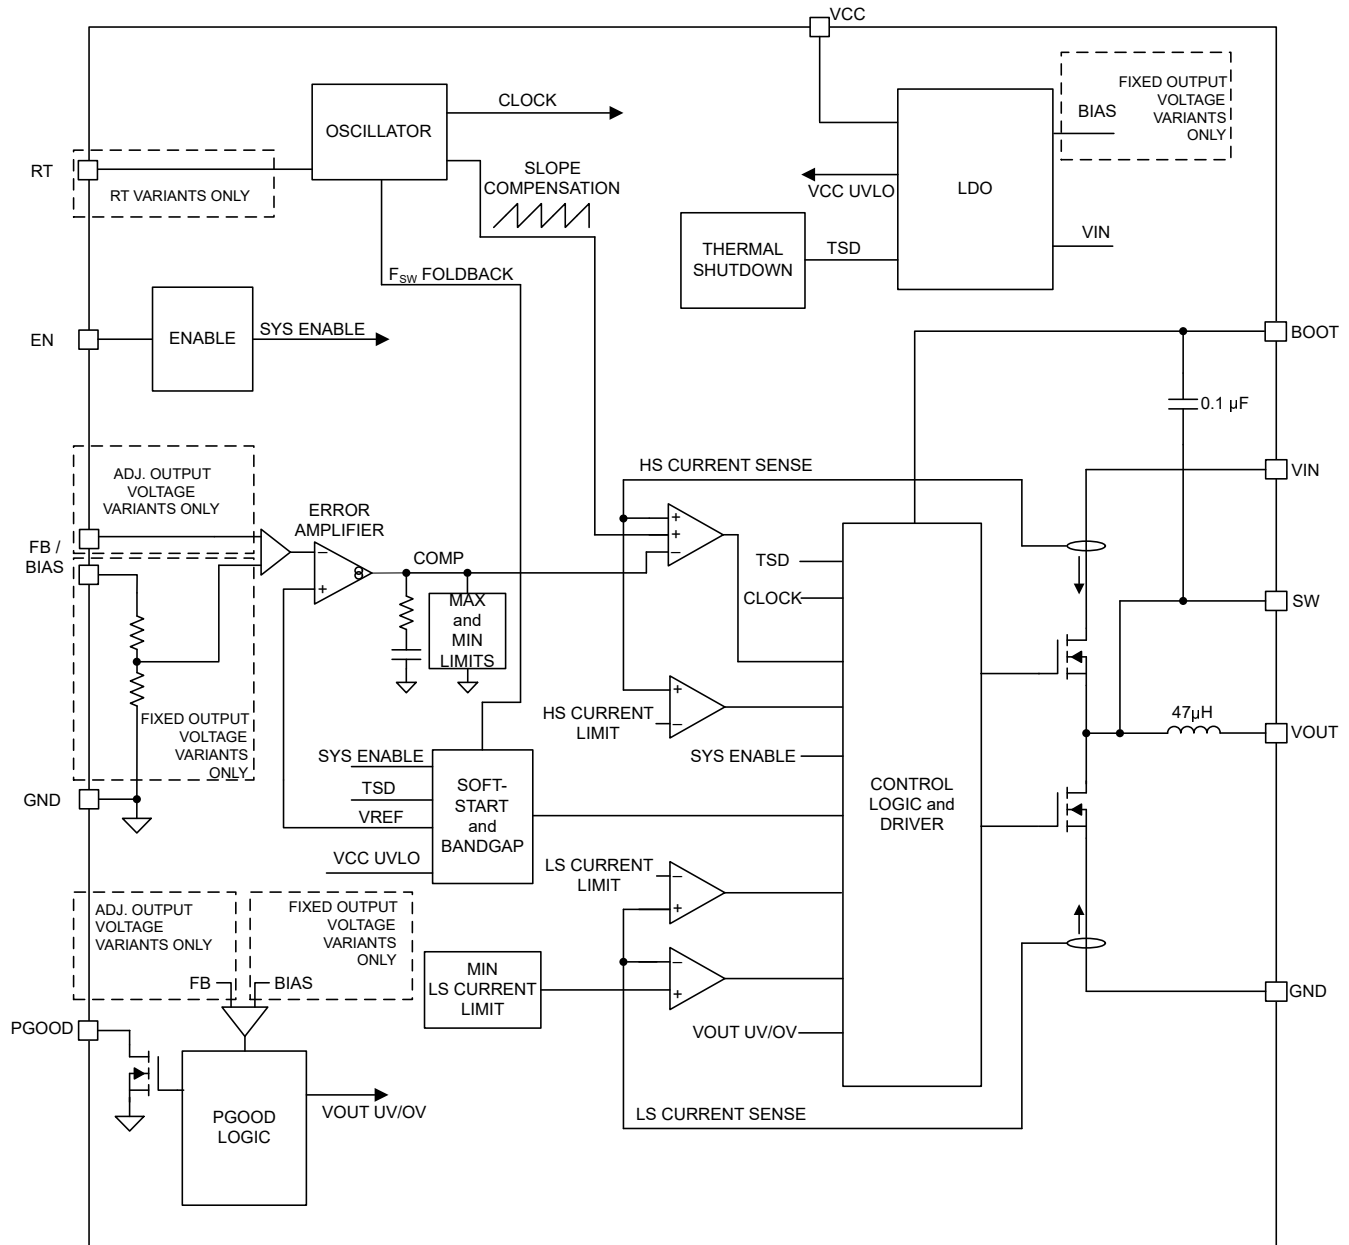 VCC
FIXED OUTPUT
VOLTAGE
VARIANTS
ONLY
BIAS
CLOCK
OSCILLATOR
RT
RT VARIANTS ONLY
SLOPE
COMPENSATION
VCC UVLO
LDO
THERMAL
SHUTDOWN
TSD
VIN
FSW FOLDBACK
EN
ENABLE
SYS ENABLE
BOOT
0.1 µF
ADJ. OUTPUT
VOLTAGE
VARIANTS ONLY
ERROR
AMPLIFIER
HS CURRENT SENSE
VIN
FB /
BIAS
COMP
TSD
CLOCK
SW
MAX
and
MIN
LIMITS
FIXED OUTPUT
VOLTAGE
VARIANTS
ONLY
HS CURRENT
LIMIT
47µH
VOUT
SYS ENABLE
SYS ENABLE
TSD
VREF
VCC UVLO
SOFT-
START
and
BANDGAP
CONTROL
LOGIC and
DRIVER
GND
LS CURRENT
LIMIT
ADJ. OUTPUT
VOLTAGE
VARIANTS ONLY
FIXED OUTPUT
VOLTAGE
VARIANTS
ONLY
FB
BIAS
MIN
LS CURRENT
LIMIT
GND
PGOOD
VOUT UV/OV
PGOOD
LOGIC
VOUT UV/OV
LS CURRENT SENSE